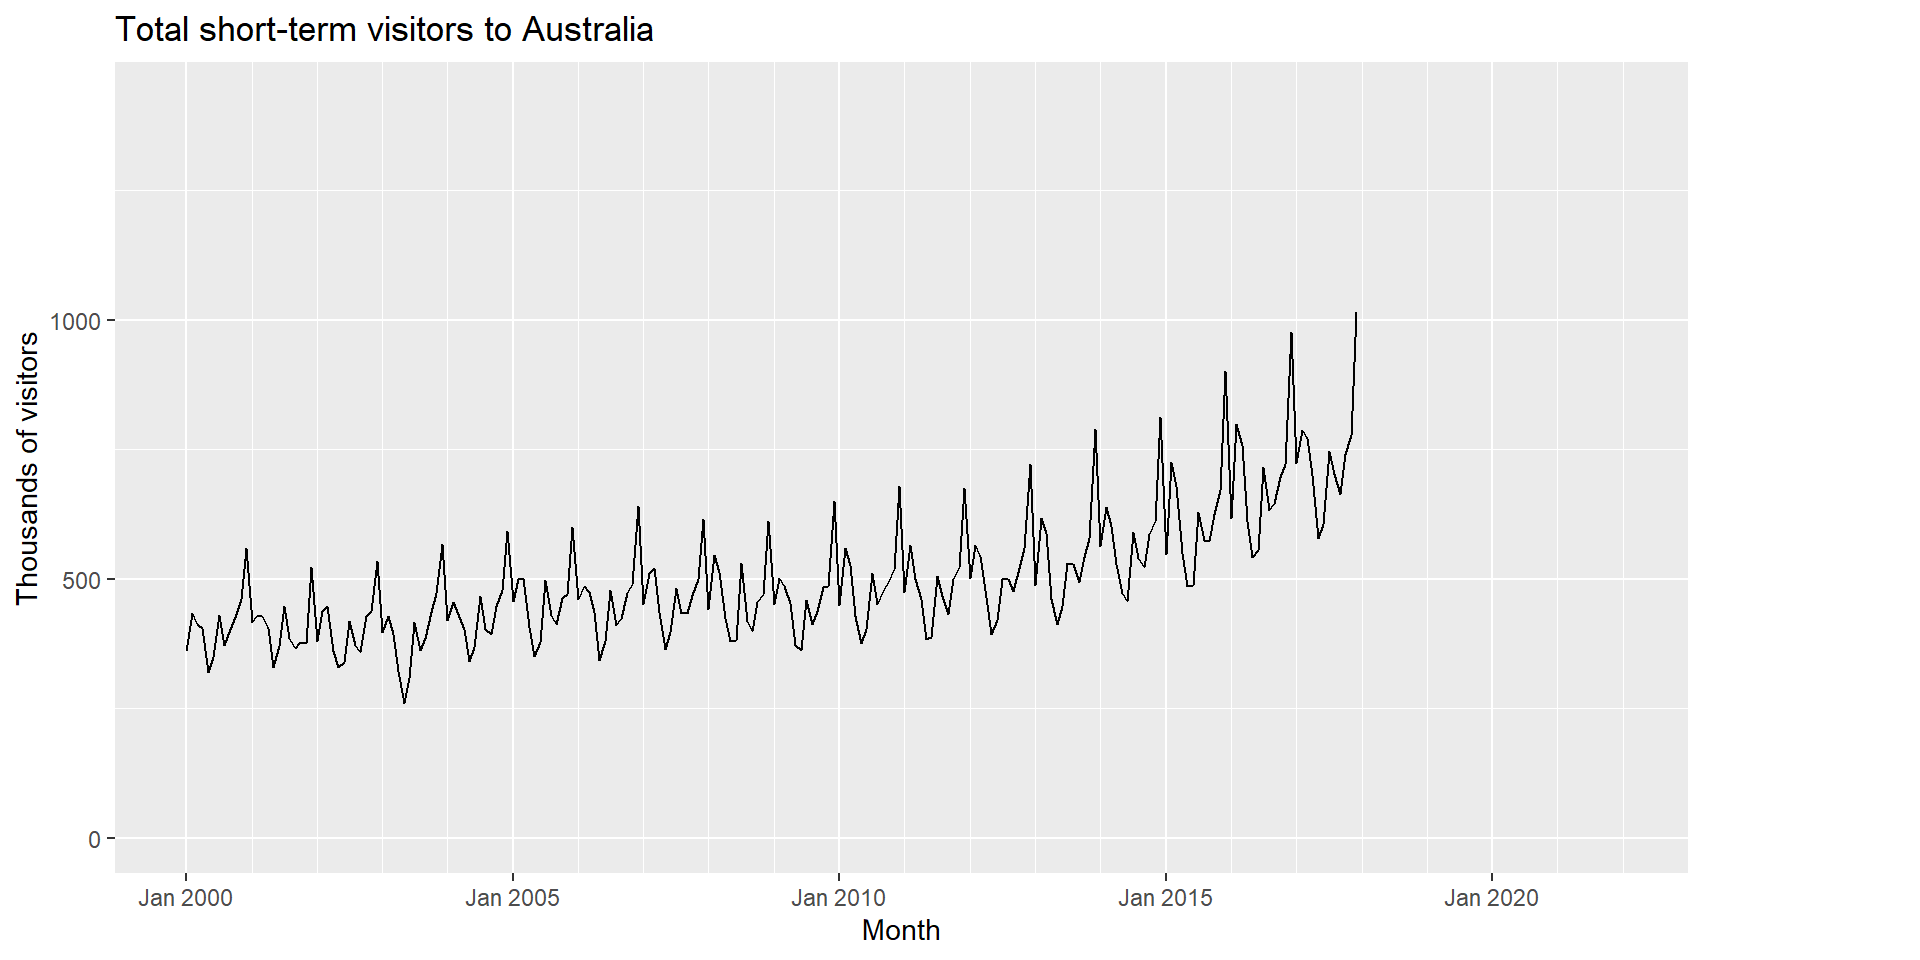 Total short-term visitors to Australia
Thousands of visitors
1000
500
0
Jan 2000 Jan 2005 Jan 2010 Jan 2015 Jan 2020
Month